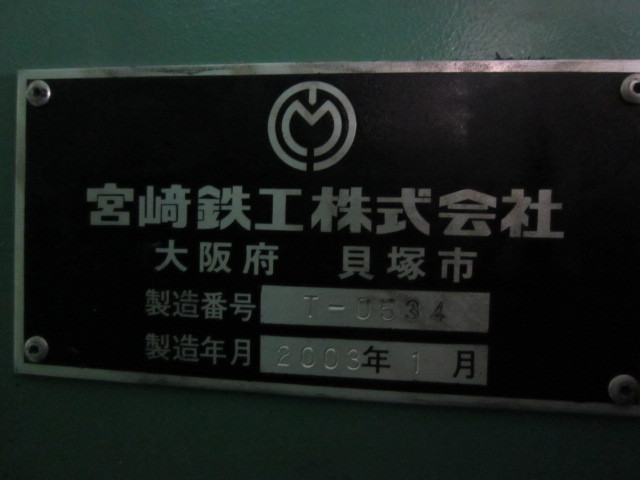 宮﨑鉄工株式会社
大阪府 貝塚市
製造番号 T-0534
製造年月 2003年1月